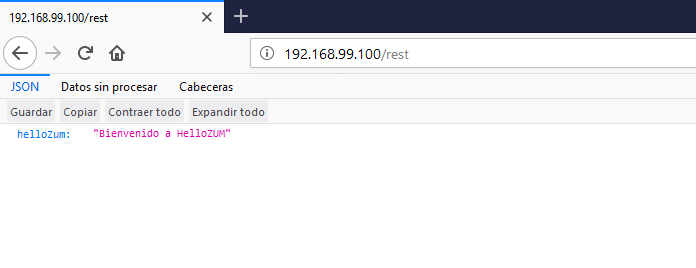 192.168.99.100/rest
192.168.99.100/rest
JSON Datos sin procesar Cabeceras
Guardar Copiar Contraer todo Expandir todo
helloZum: "Bienvenido a HelloZUM"